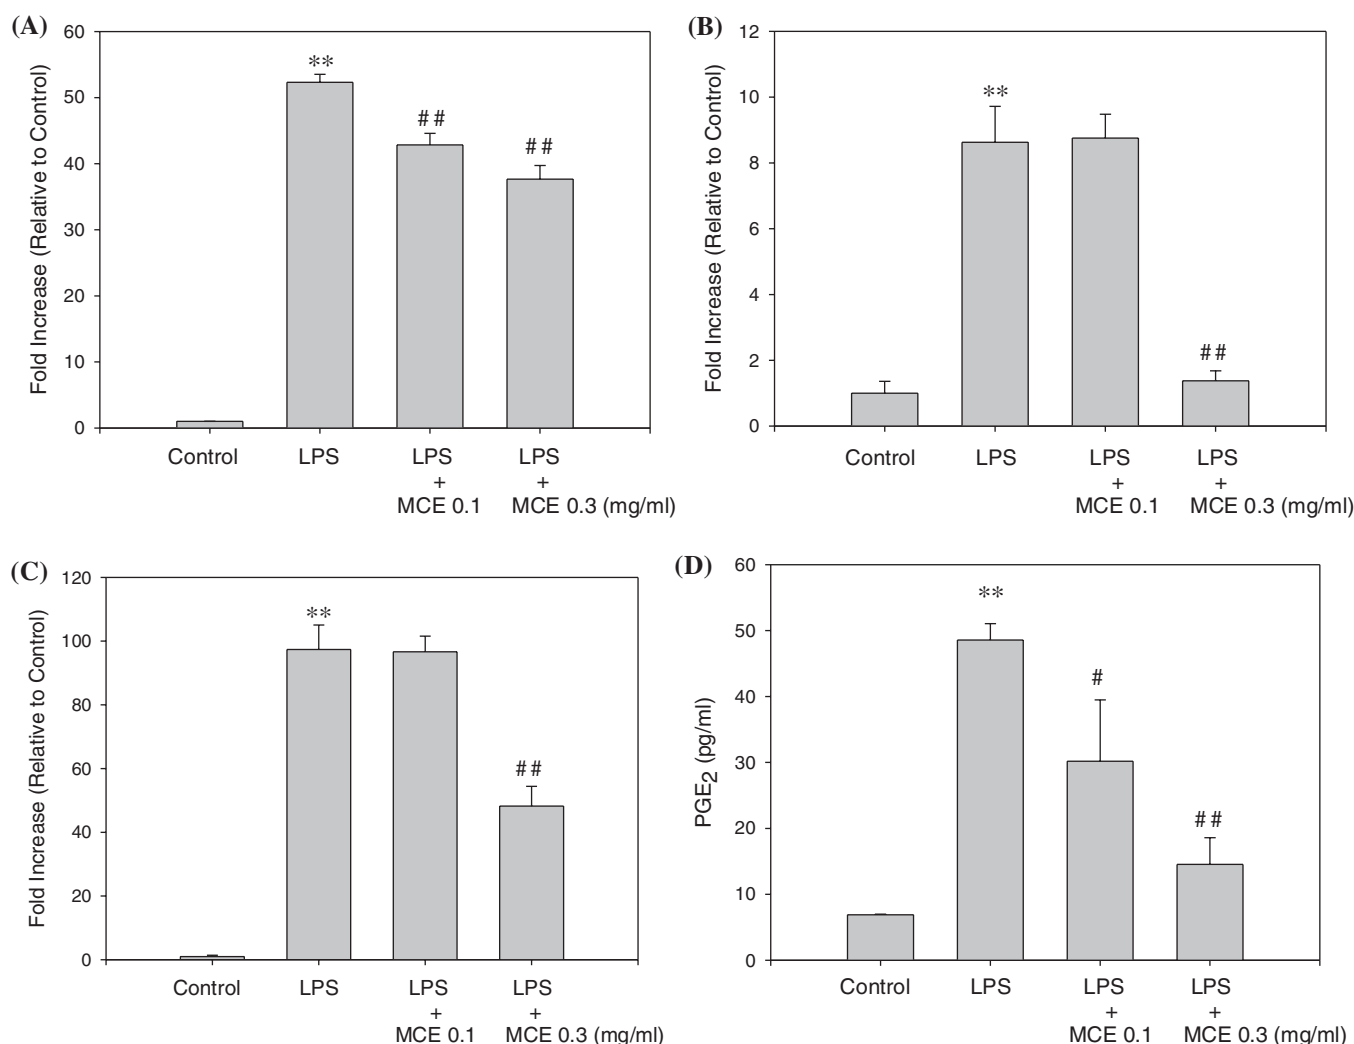 (A)
Fold Increase (Relative to Control)
60
50
40
30
20
10
0
**
##
##
Control
LPS
LPS
+
MCE 0.1
LPS
+
MCE 0.3 (mg/ml)
(B)
Fold Increase (Relative to Control)
12
10
8
6
4
2
0
**
##
Control
LPS
LPS
+
MCE 0.1
LPS
+
MCE 0.3 (mg/ml)
(C)
Fold Increase (Relative to Control)
120
100
80
60
40
20
0
**
##
Control
LPS
LPS
+
MCE 0.1
LPS
+
MCE 0.3 (mg/ml)
(D)
PGE2 (pg/ml)
60
50
40
30
20
10
0
**
#
##
Control
LPS
LPS
+
MCE 0.1
LPS
+
MCE 0.3 (mg/ml)